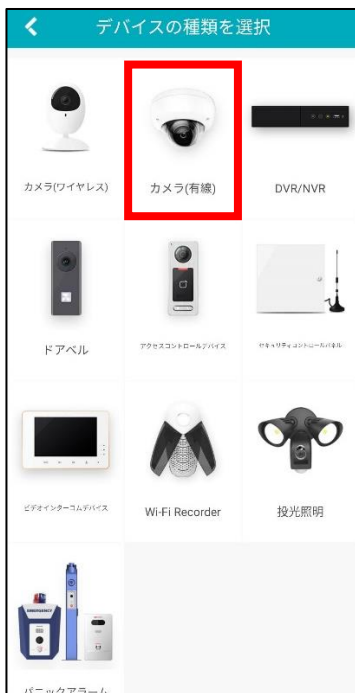 デバイスの種類を選択
カメラ(ワイヤレス)
カメラ(有線)
DVR/NVR
ドアベル
アクセスコントロールデバイス
セキュリティコントロールパネル
ビデオインターコムデバイス
Wi-Fi Recorder
投光照明
EMERGENCY
パニックアラーム